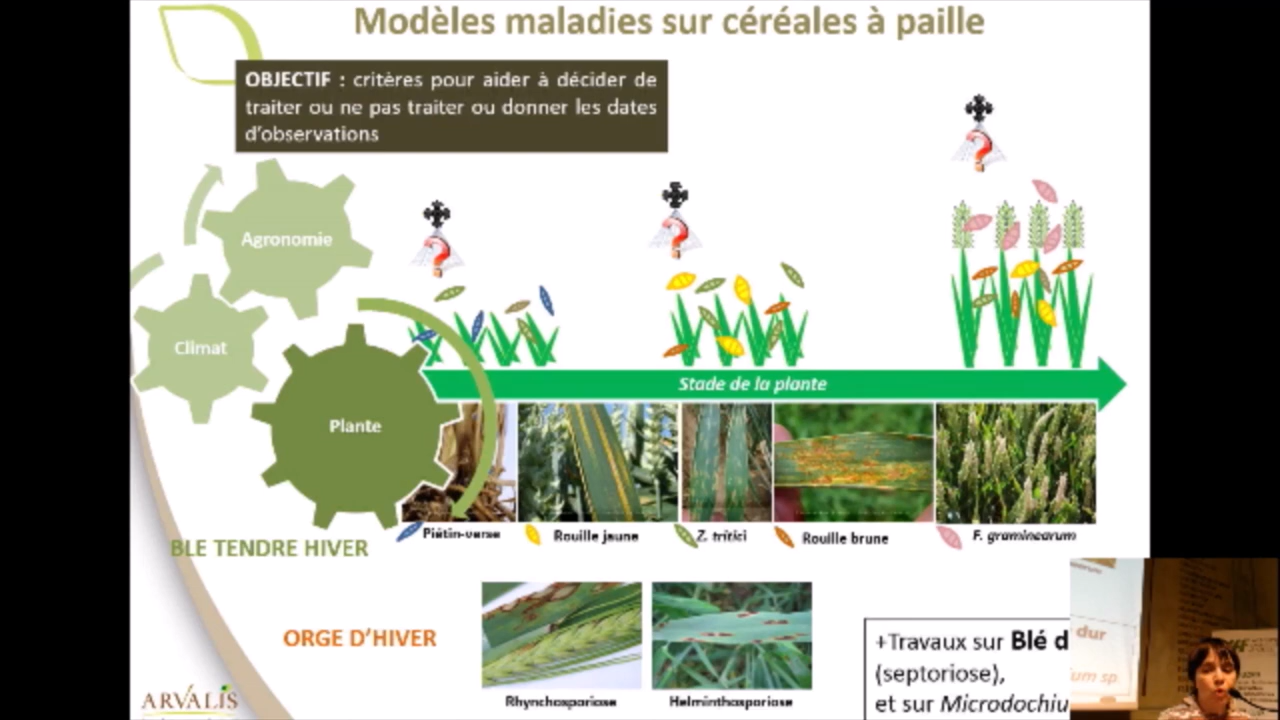 Modèles maladies sur céréales à paille
OBJECTIF : critères pour aider à décider de
traiter ou ne pas traiter ou donner les dates
d'observations
Agronomie
Climat
Plante
Stade de la plante
Piétin-verse
Rouille jaune
Z. tritici
Rouille brune
F. graminearum
BLE TENDRE HIVER
ORGE D'HIVER
Rhynchosporiose
Helminthosporiose
+Travaux sur Blé d
(septoriose),
et sur Microdochiu
dur
ium sp
ARVALIS